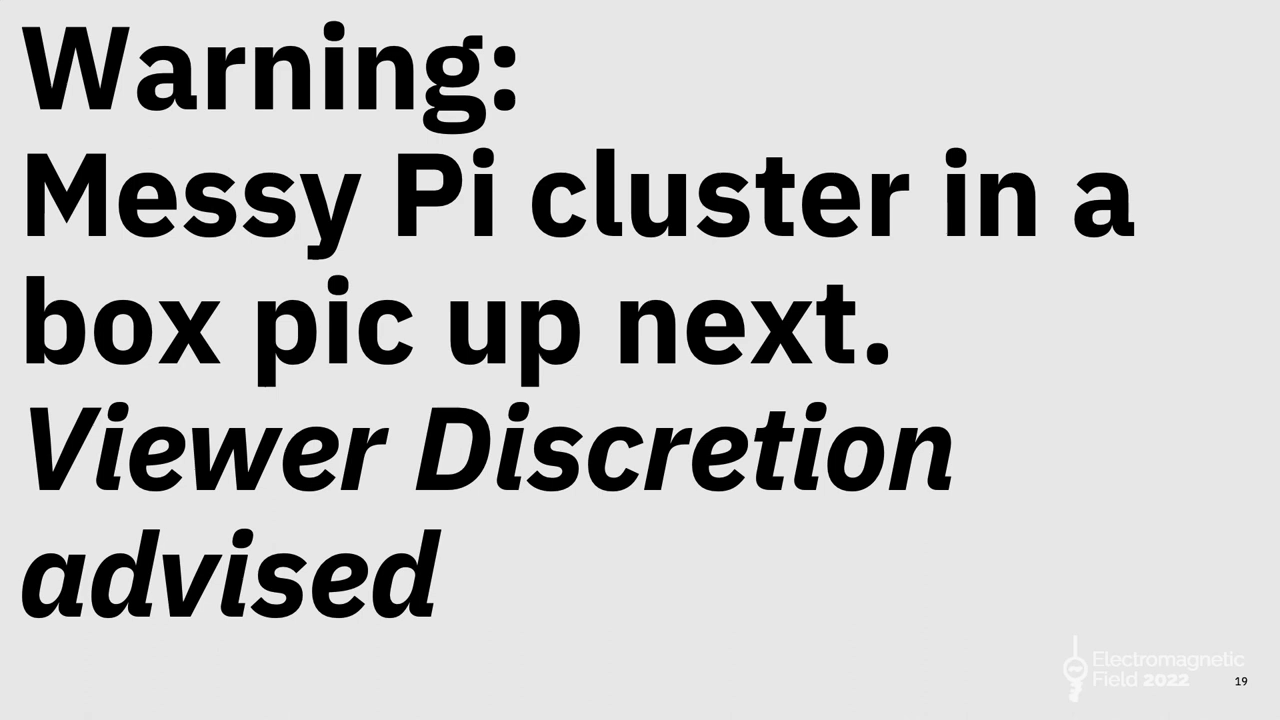 Warning:
Messy Pi cluster in a
box pic up next.
Viewer Discretion
advised
Electromagnetic
Field 2022
19